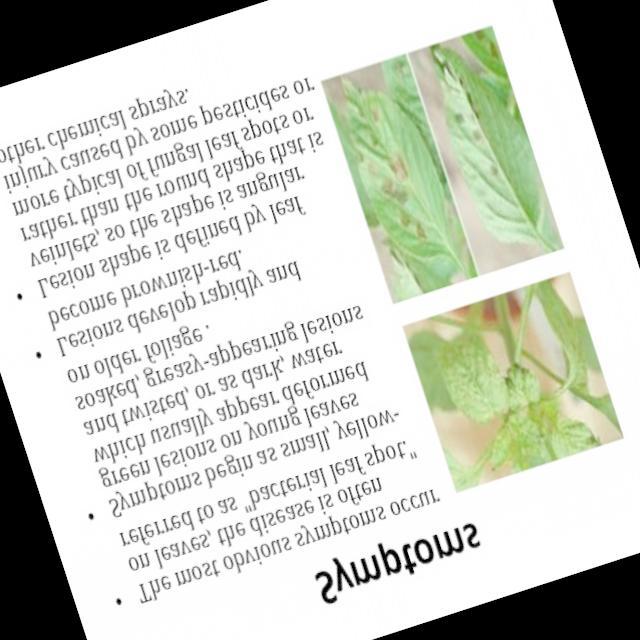 Symptoms
• The most obvious symptoms occur
on leaves, the disease is often
referred to as "bacterial leaf spot."
• Symptoms begin as small, yellow-
green lesions on young leaves
which usually appear deformed
and twisted, or as dark, water
soaked, greasy-appearing lesions
on older foliage .
• Lesions develop rapidly and
become brownish-red.
• Lesion shape is defined by leaf
veinlets, so the shape is angular
rather than the round shape that is
more typical of fungal leaf spots or
injury caused by some pesticides or
other chemical sprays.